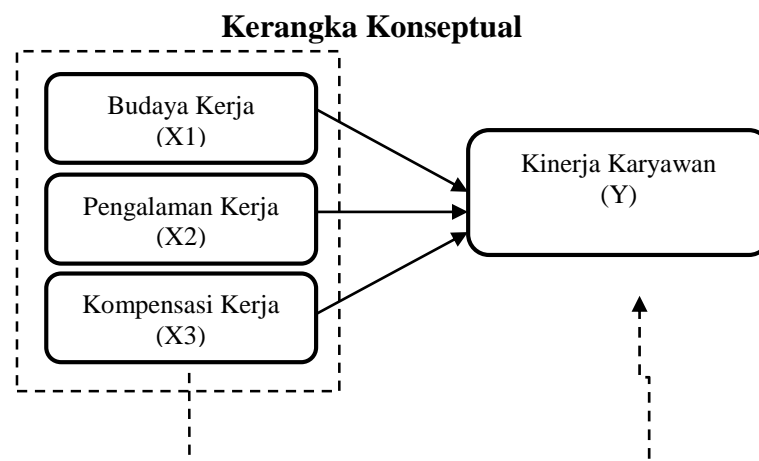 Kerangka Konseptual
Budaya Kerja
(X1)
Pengalaman Kerja
(X2)
Kompensasi Kerja
(X3)
Kinerja Karyawan
(Y)